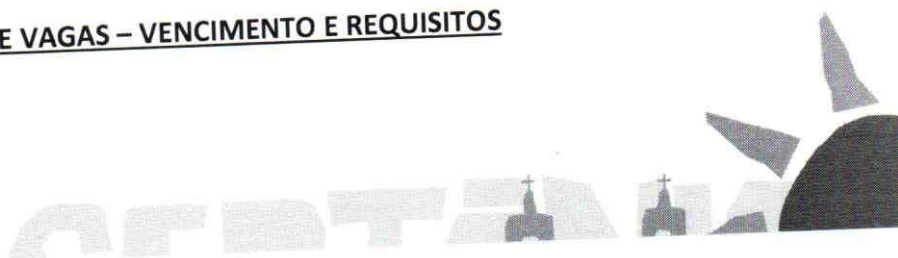 E VAGAS – VENCIMENTO E REQUISITOS